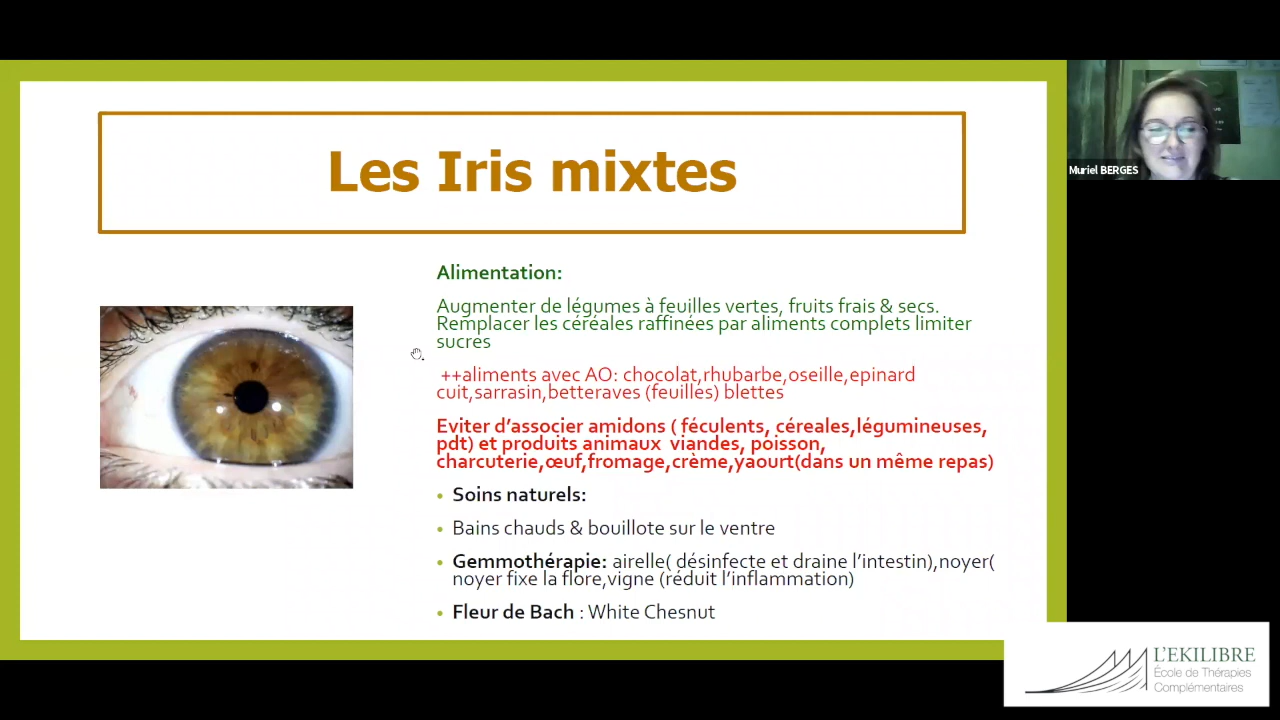 Les Iris mixtes
Muriel BERGES
Alimentation:
Augmenter de légumes à feuilles vertes, fruits frais & secs.
Remplacer les céréales raffinées par aliments complets limiter
sucres
++aliments avec AO: chocolat,rhubarbe,oseille,epinard
cuit,sarrasin,betteraves (feuilles) blettes
Eviter d'associer amidons ( féculents, céreales,légumineuses,
pdt) et produits animaux viandes, poisson,
charcuterie,œuf,fromage,crème,yaourt(dans un même repas)
• Soins naturels:
• Bains chauds & bouillote sur le ventre
• Gemmothérapie: airelle( désinfecte et draine l'intestin),noyer(
noyer fixe la flore,vigne (réduit l'inflammation)
• Fleur de Bach : White Chesnut
L'EKILIBRE
École de Thérapies
Complémentaires